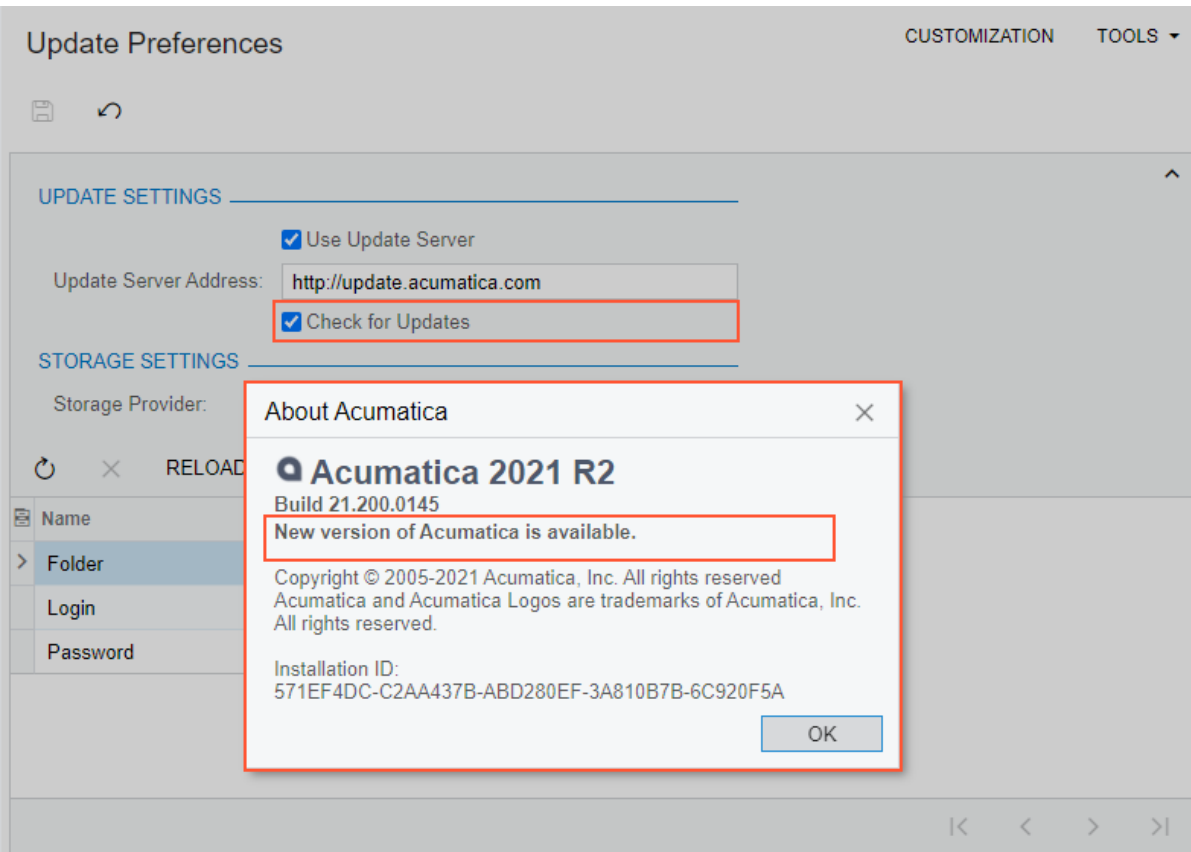 Update Preferences
CUSTOMIZATION
TOOLS
UPDATE SETTINGS
Use Update Server
Update Server Address:
http://update.acumatica.com
Check for Updates
STORAGE SETTINGS
Storage Provider:
RELOAD
Name
Folder
Login
Password
About Acumatica
Acumatica 2021 R2
Build 21.200.0145
New version of Acumatica is available.
Copyright © 2005-2021 Acumatica, Inc. All rights reserved
Acumatica and Acumatica Logos are trademarks of Acumatica, Inc.
All rights reserved.
Installation ID:
571EF4DC-C2AA437B-ABD280EF-3A810B7B-6C920F5A
OK